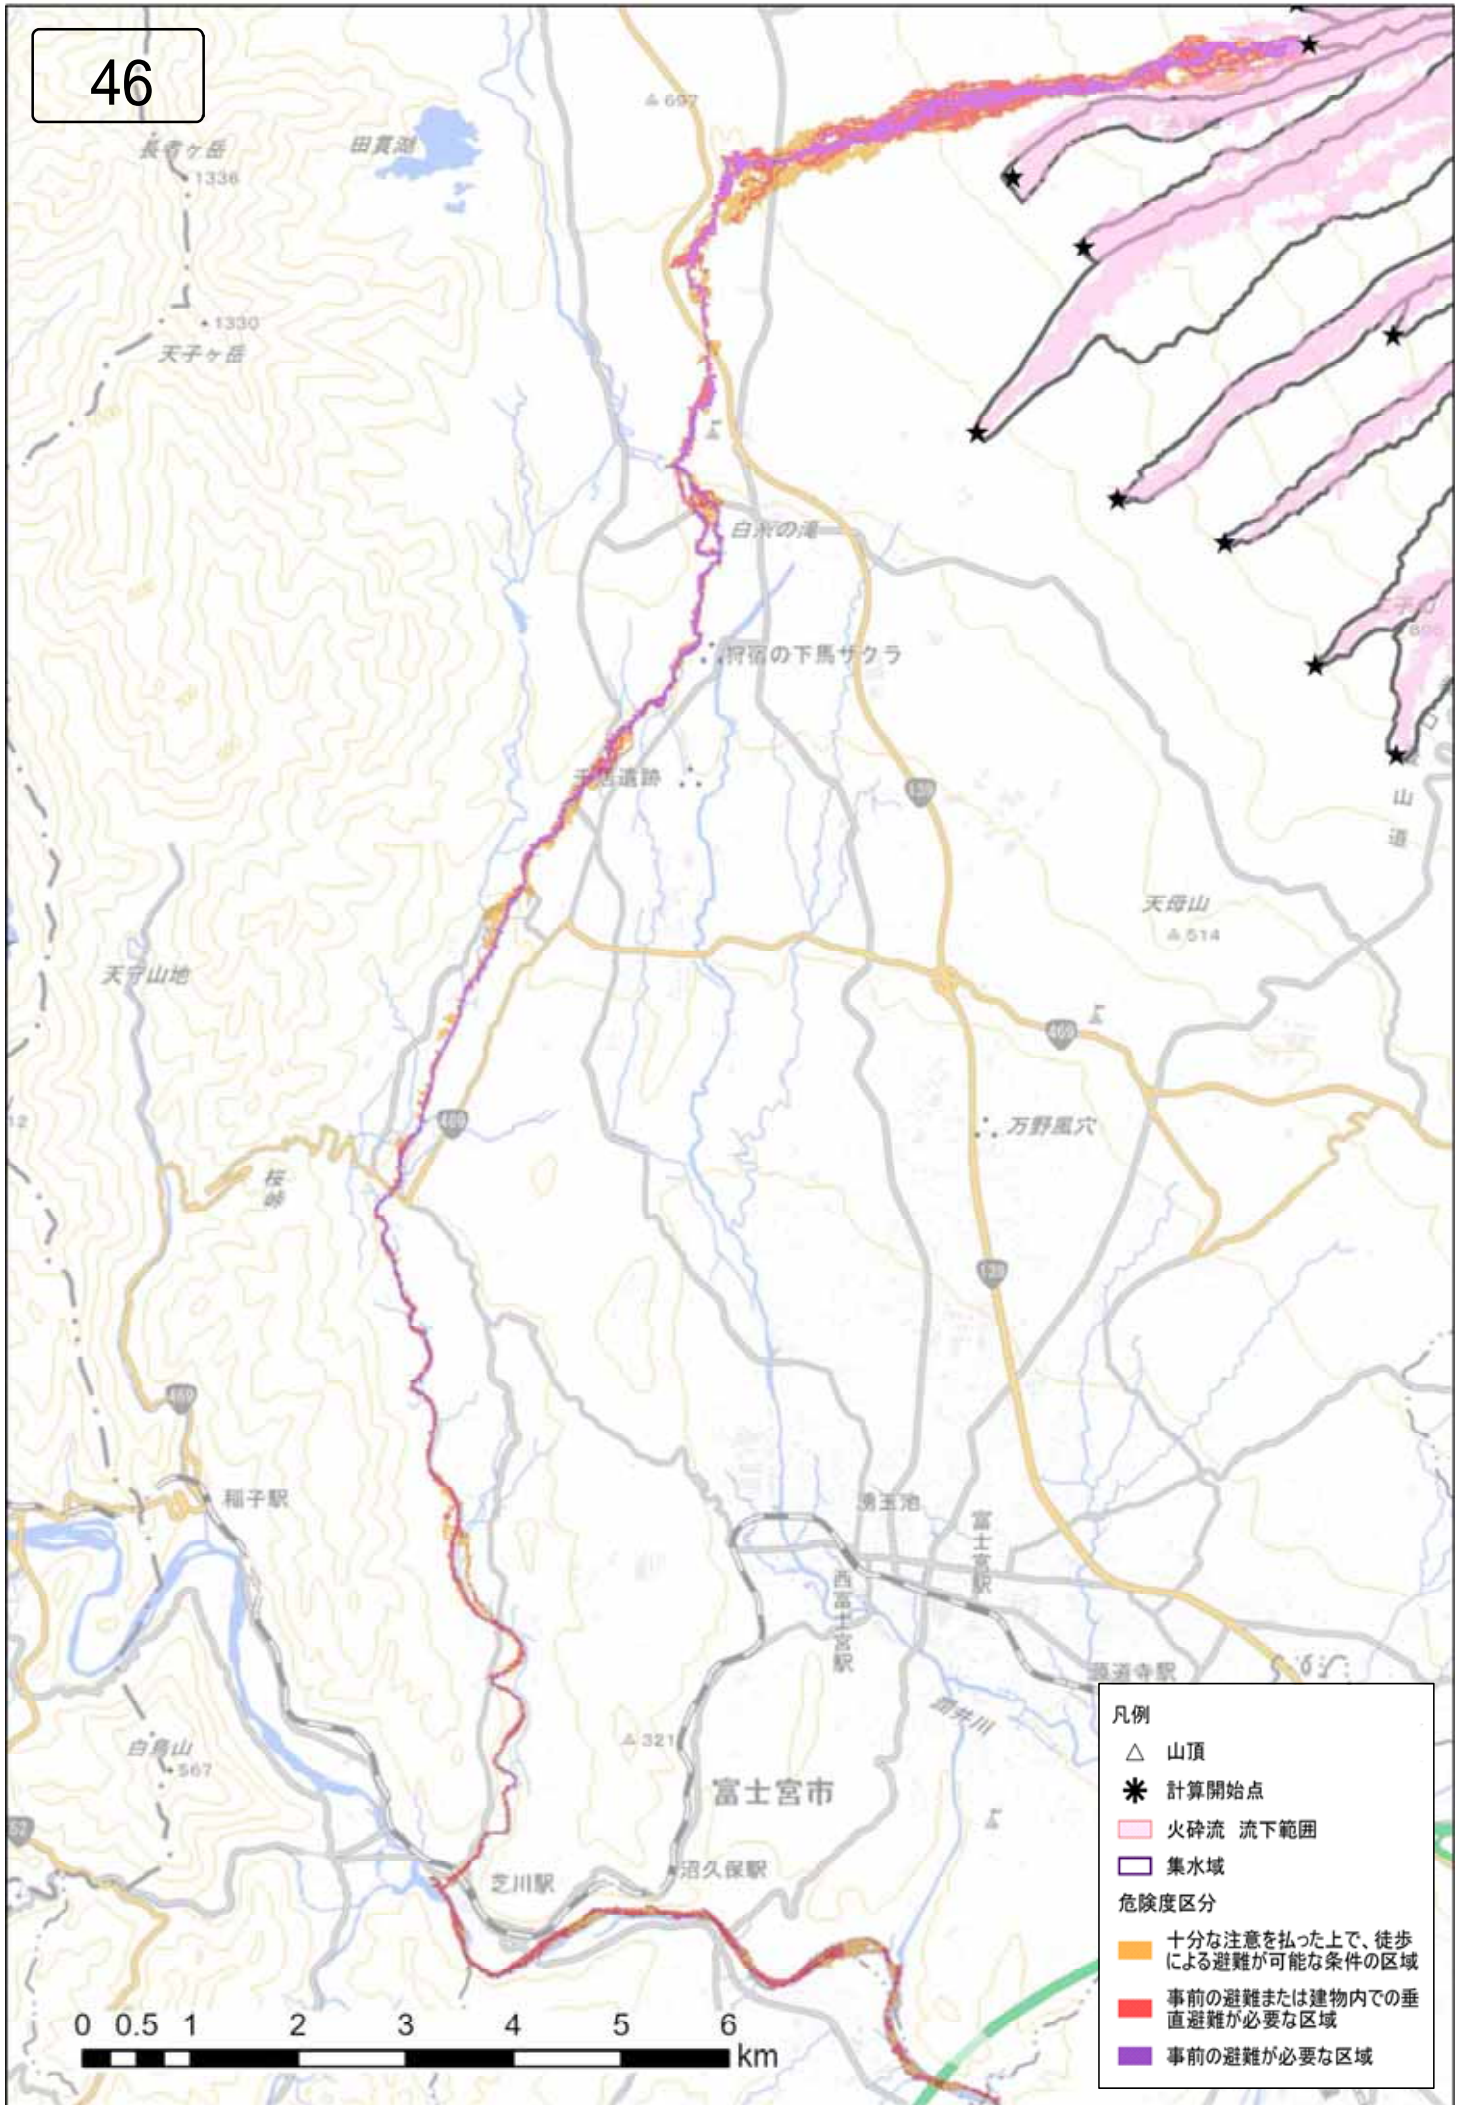 46
697
長者ヶ岳
田貫湖
1336
1330
天子ヶ岳
白糸の滝
狩宿の下馬ザクラ
千居遺跡
139
山
道
天母山
514
天守山地
469
469
万野風穴
桜
峠
139
469
稲子駅
湧玉池
富士宮駅
西富士宮駅
源道寺駅
潤井川
白鳥山
567
321
富士宮市
芝川駅
沼久保駅
凡例
山頂
計算開始点
火砕流 流下範囲
集水域
危険度区分
十分な注意を払った上で、徒歩
による避難が可能な条件の区域
事前の避難または建物内での垂
直避難が必要な区域
事前の避難が必要な区域
0 0.5 1 2 3 4 5 6
km